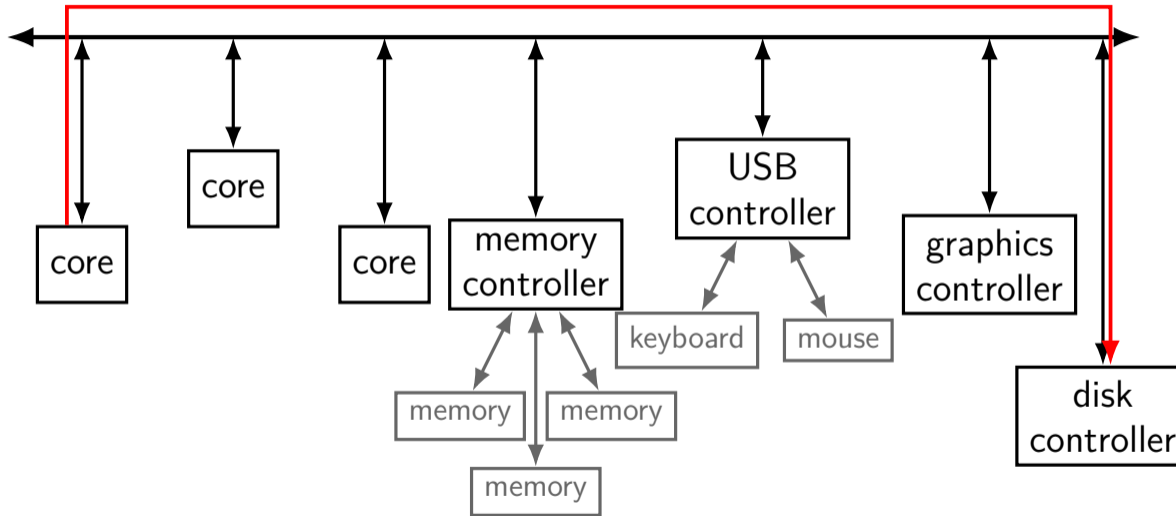 core
core
core
memory
controller
USB
controller
graphics
controller
disk
controller
keyboard
mouse
memory
memory
memory